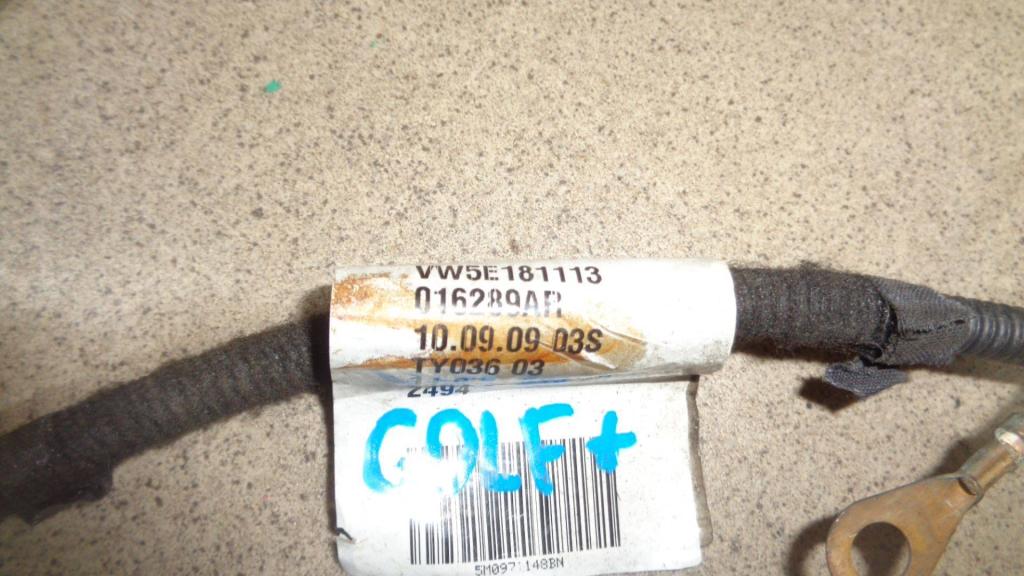 VW5E181113
016289AR
10.09.09 03S
TY036 03
2494
GOLF+
5M0971148BN